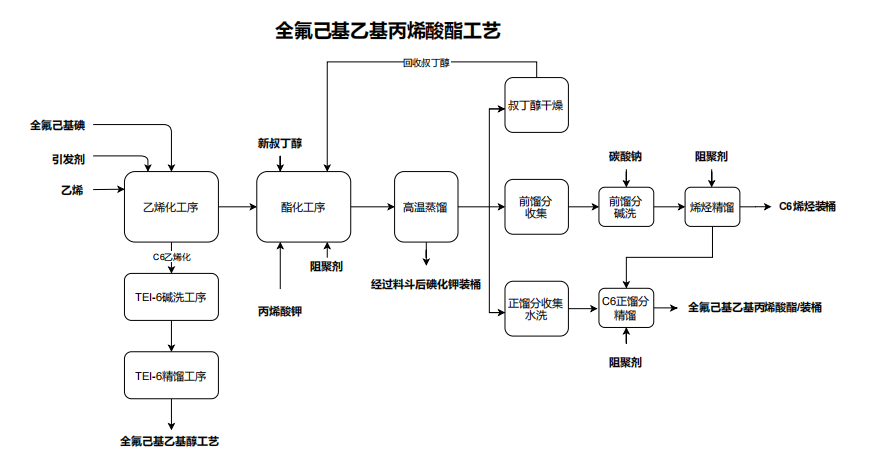 全氟己基乙基丙烯酸酯工艺
回收叔丁醇
叔丁醇干燥
全氟己基碘
引发剂
乙烯
新叔丁醇
碳酸钠
阻聚剂
乙烯化工序
酯化工序
高温蒸馏
前馏分
收集
前馏分
碱洗
烯烃精馏
C6烯烃装桶
C6乙烯化
阻聚剂
经过料斗后碘化钾装桶
丙烯酸钾
TEI-6碱洗工序
正馏分收集
水洗
C6正馏分
精馏
全氟己基乙基丙烯酸酯/装桶
阻聚剂
TEI-6精馏工序
全氟己基乙基醇工艺